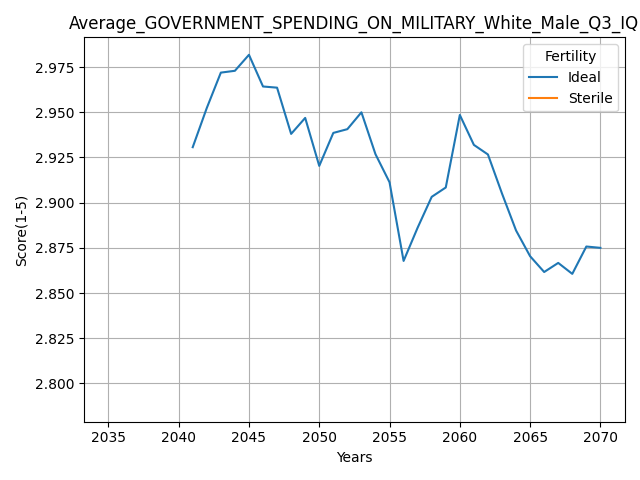 Average_GOVERNMENT_SPENDING_ON_MILITARY_White_Male_Q3_IQ
Fertility
Ideal
Sterile
Score(1-5)
2.975
2.950
2.925
2.900
2.875
2.850
2.825
2.800
2035 2040 2045 2050 2055 2060 2065 2070
Years